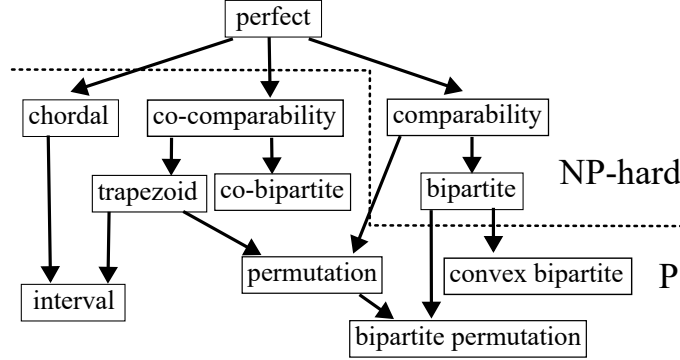 perfect
chordal
co-comparability
comparability
trapezoid
co-bipartite
bipartite
NP-hard
permutation
convex bipartite
P
interval
bipartite permutation